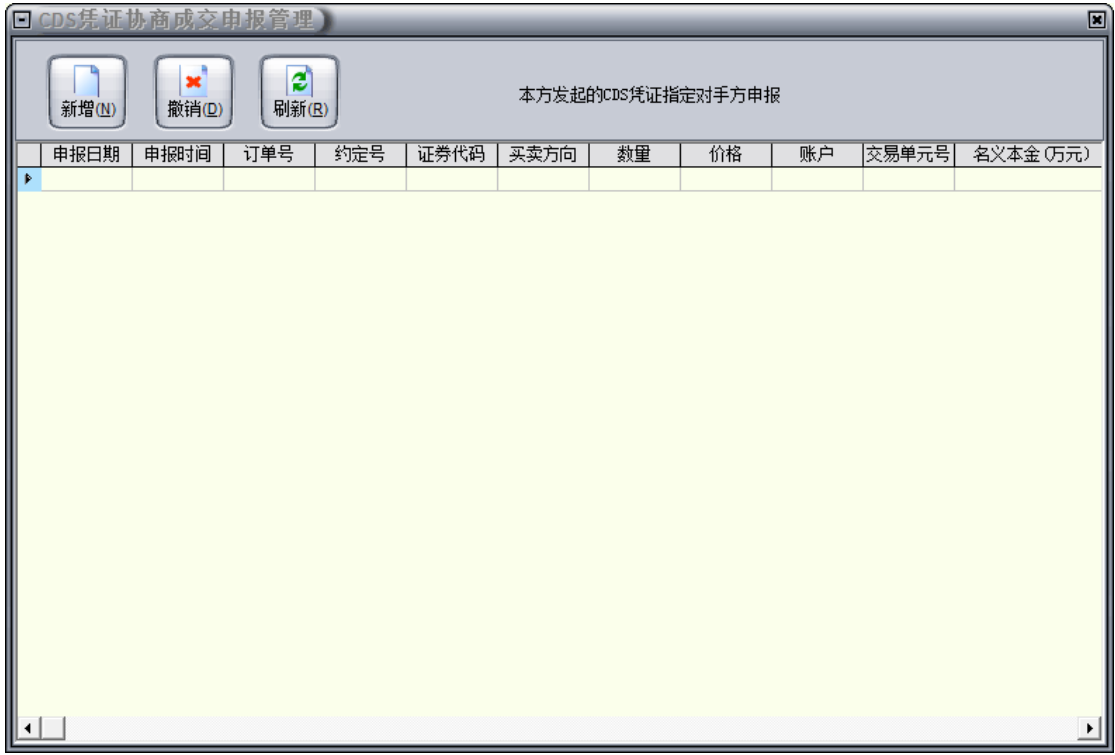 CDS凭证协商成交申报管理
新增(N) 撤销(D) 刷新(R) 本方发起的CDS凭证指定对手方申报
申报日期 申报时间 订单号 约定号 证券代码 买卖方向 数量 价格 账户 交易单元号 名义本金(万元)